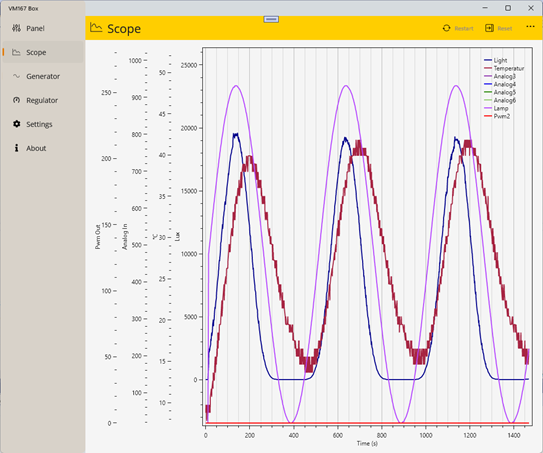 VM167 Box
Panel
Scope
Generator
Regulator
Settings
About
Scope
Restart
Reset
Light
Temperatur
Analog3
Analog4
Analog5
Analog6
Lamp
Pwm2
Pwm Out
250
200
150
100
50
0
Analog In
1000
900
800
700
600
500
400
300
200
100
0
°C
50
45
40
35
30
25
20
15
10
Lux
25000
20000
15000
10000
5000
0
0 200 400 600 800 1000 1200 1400
Time (s)